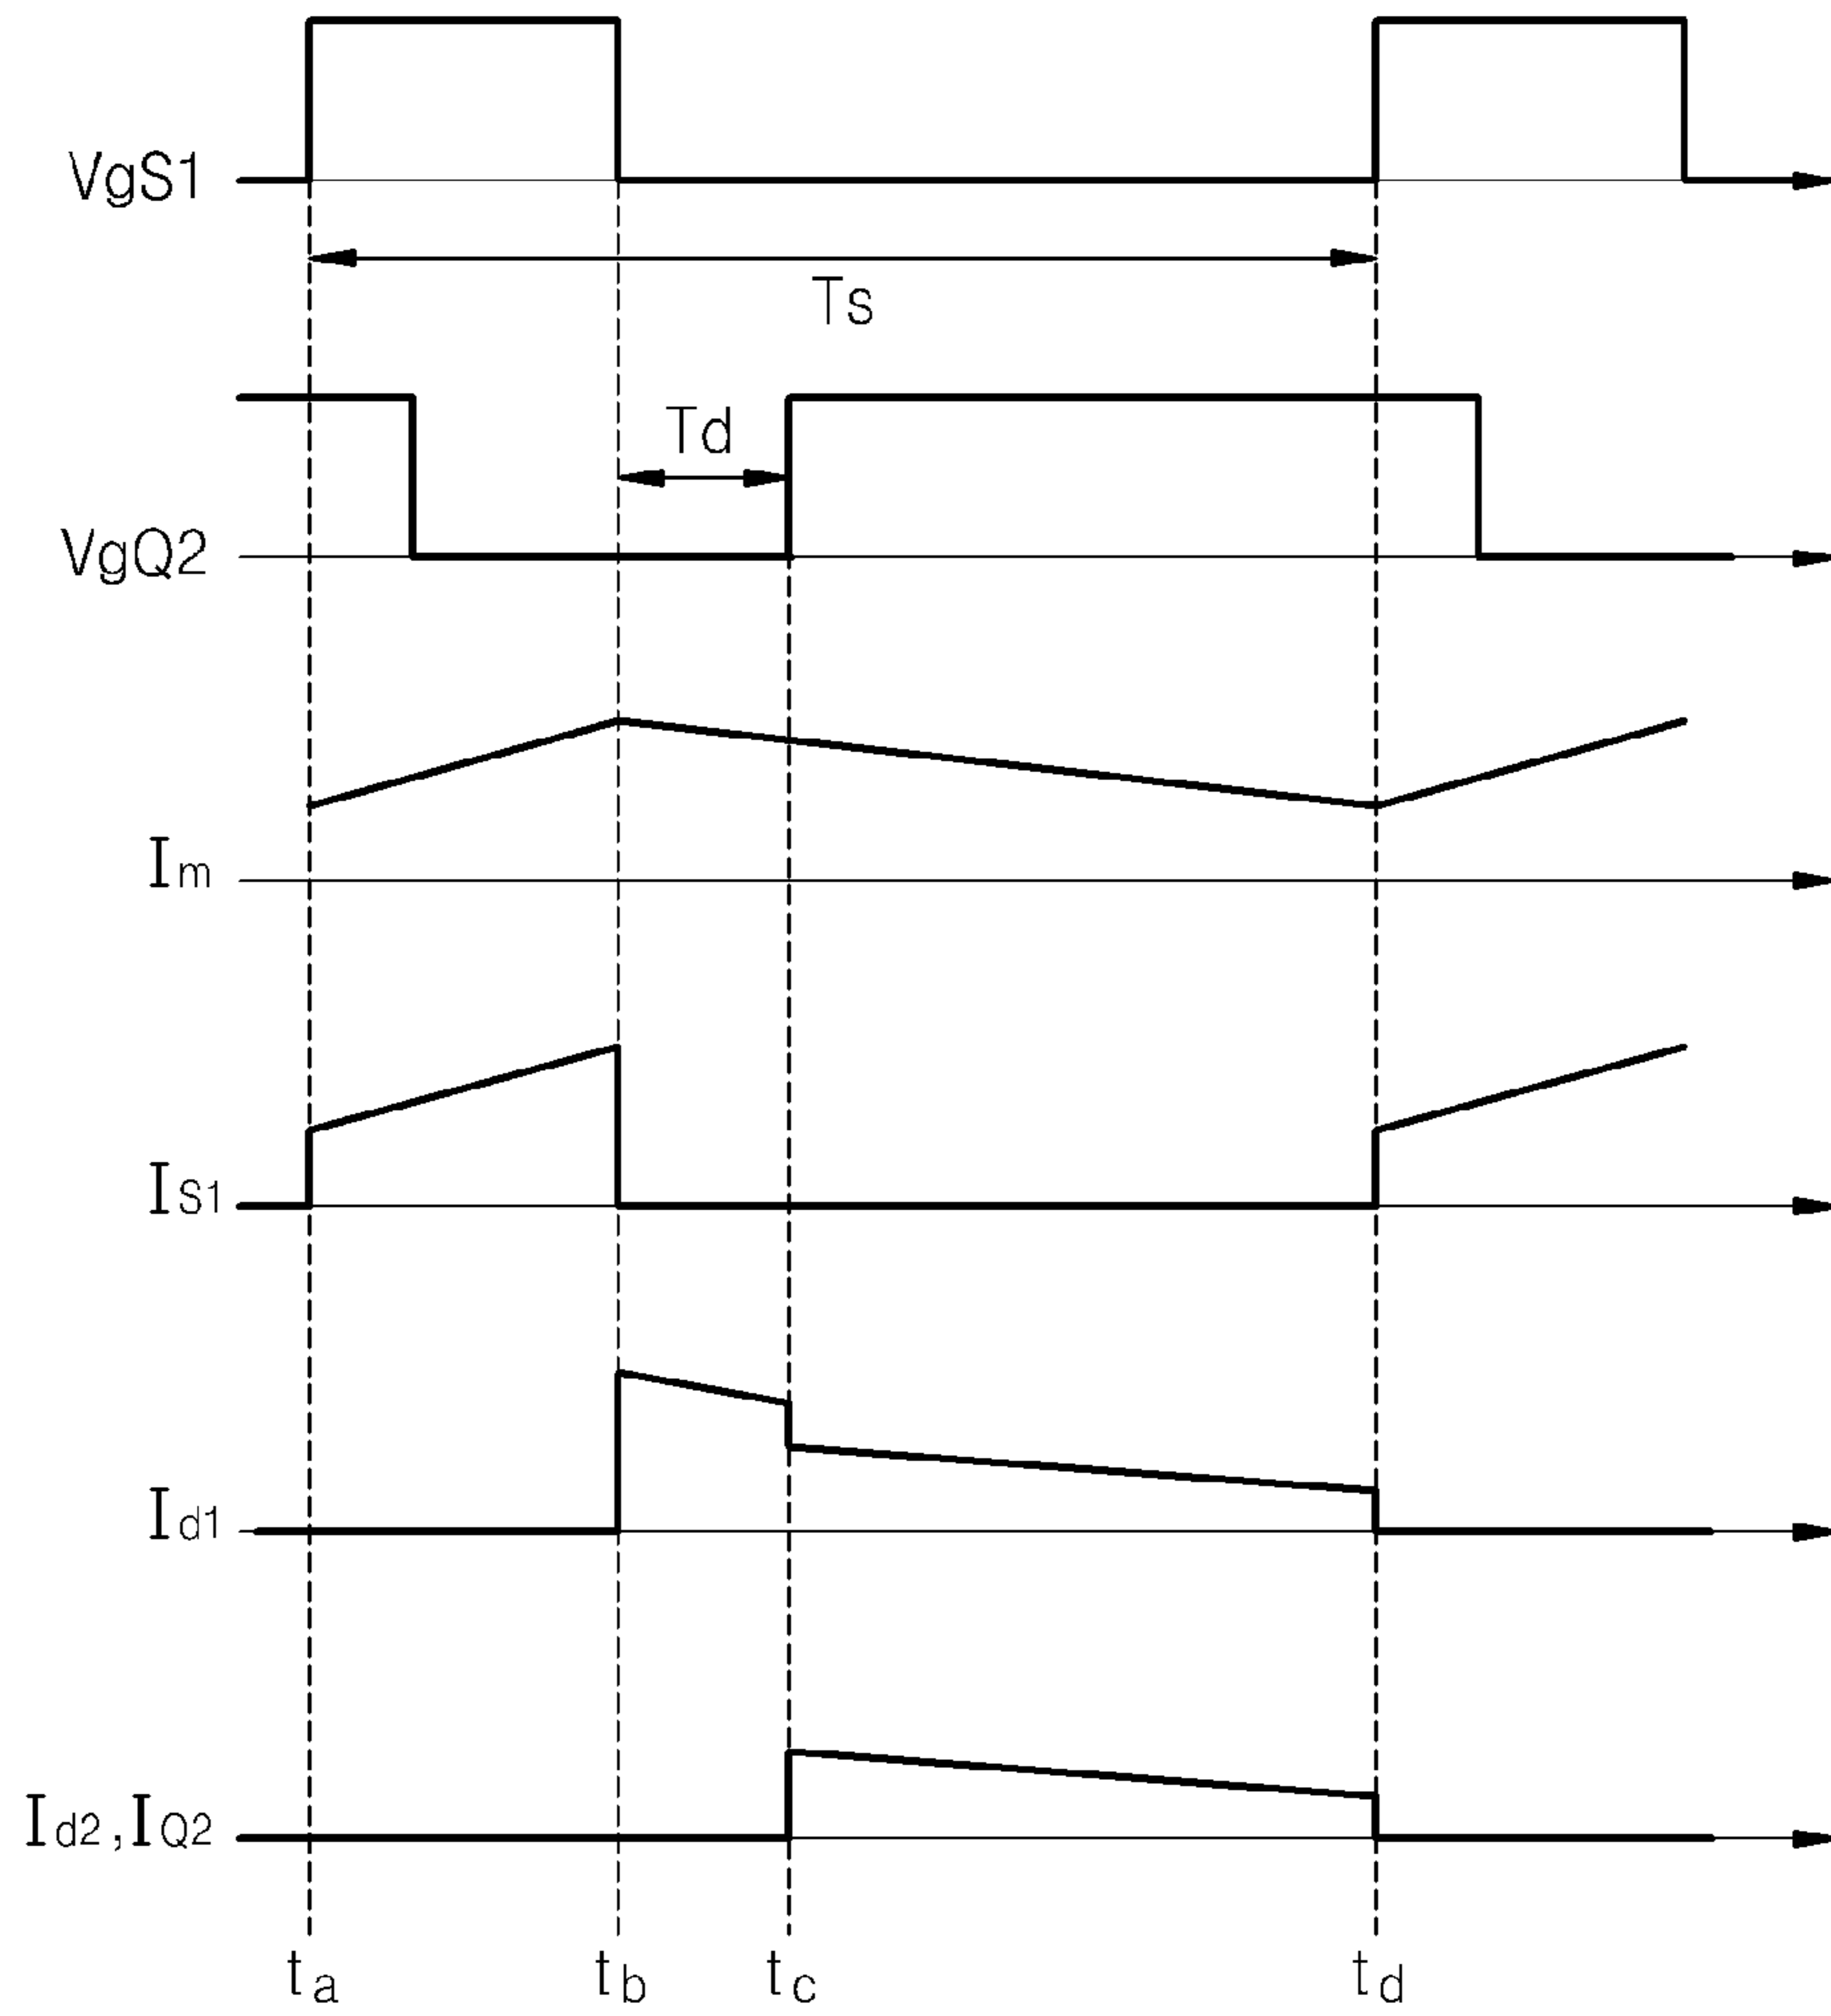 VgS1
Ts
Td
VgQ2
Im
IS1
Id1
Id2,IQ2
ta tb tc td